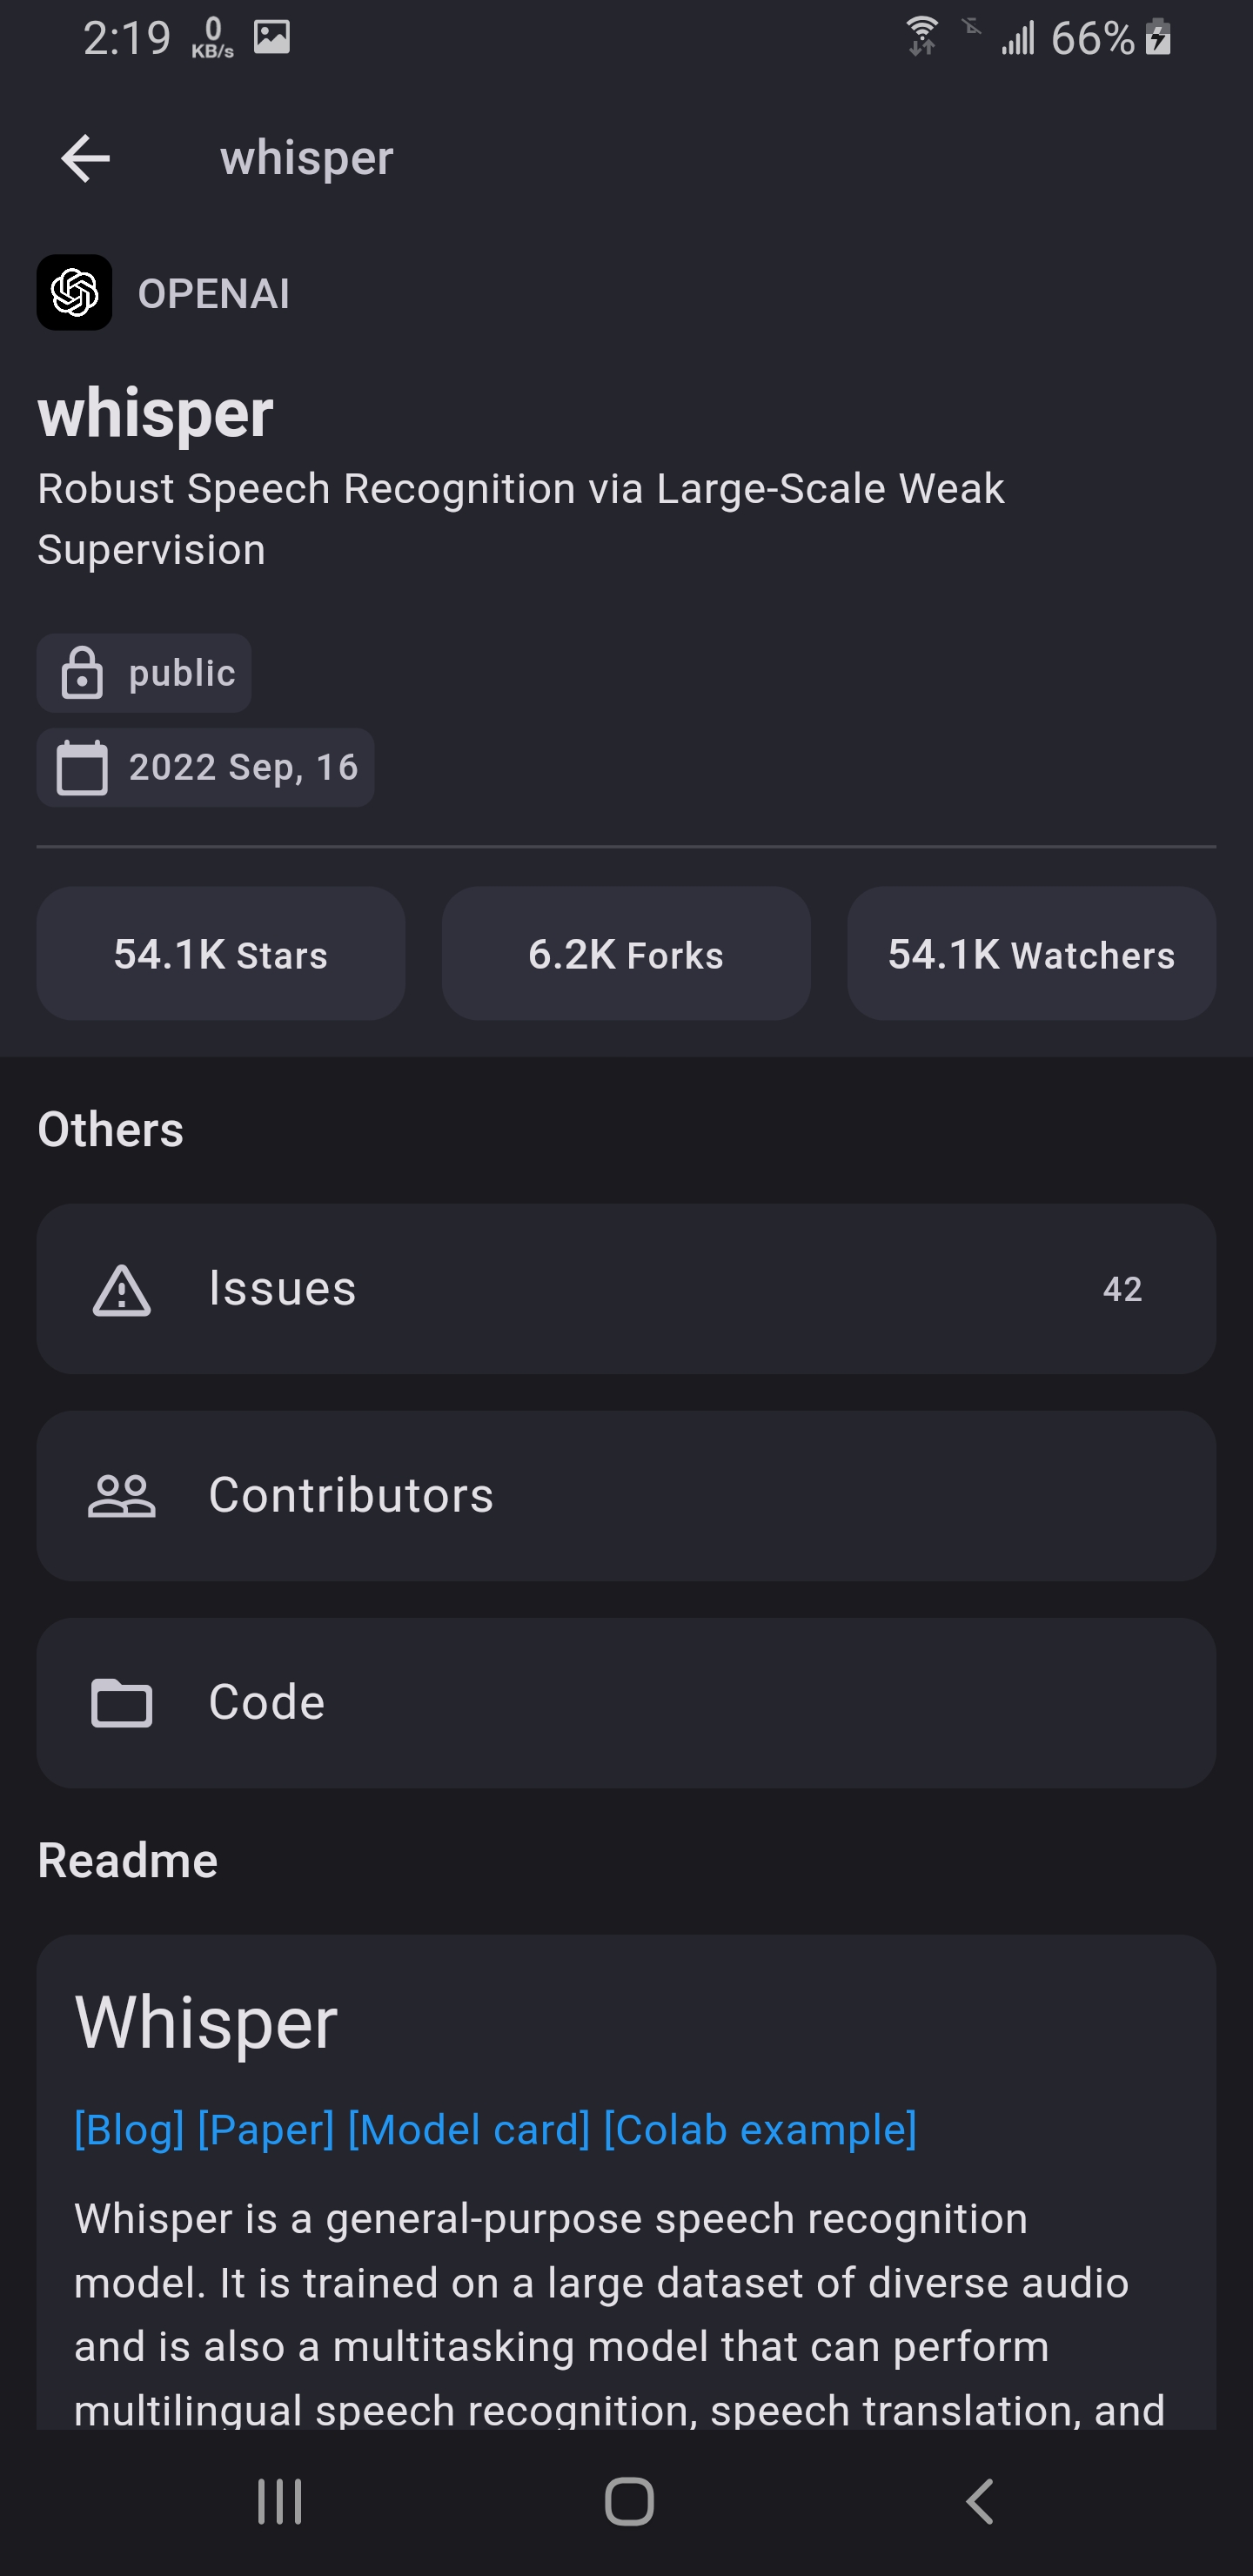 2:19 0 KB/s 66%
whisper
OPENAI
whisper
Robust Speech Recognition via Large-Scale Weak
Supervision
public
2022 Sep, 16
54.1K Stars 6.2K Forks 54.1K Watchers
Others
Issues 42
Contributors
Code
Readme
Whisper
[Blog] [Paper] [Model card] [Colab example]
Whisper is a general-purpose speech recognition
model. It is trained on a large dataset of diverse audio
and is also a multitasking model that can perform
multilingual speech recognition, speech translation, and